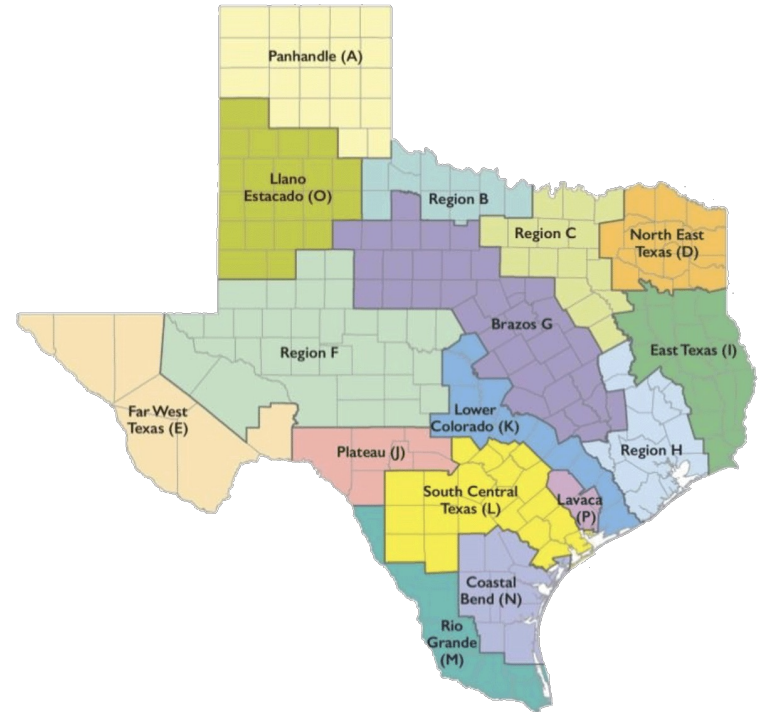 Panhandle (A)
Llano
Estacado (O)
Region B
Region C
North East
Texas (D)
Brazos G
East Texas (I)
Region F
Far West
Texas (E)
Lower
Colorado (K)
Plateau (J)
Region H
South Central
Texas (L)
Lavaca
(P)
Coastal
Bend (N)
Rio
Grande
(M)